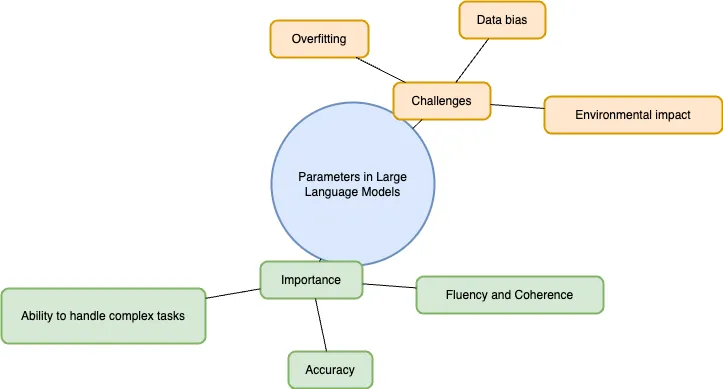 Data bias
Overfitting
Challenges
Environmental impact
Parameters in Large
Language Models
Importance
Fluency and Coherence
Ability to handle complex tasks
Accuracy